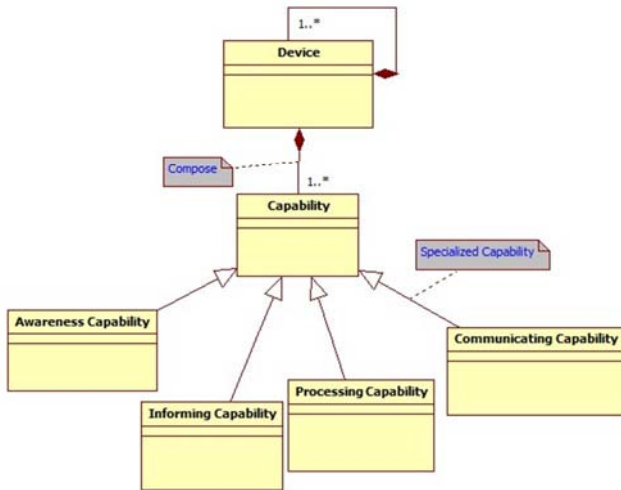 1..*
Device
Compose
1..*
Capability
Specialized Capability
Awareness Capability
Communicating Capability
Processing Capability
Informing Capability